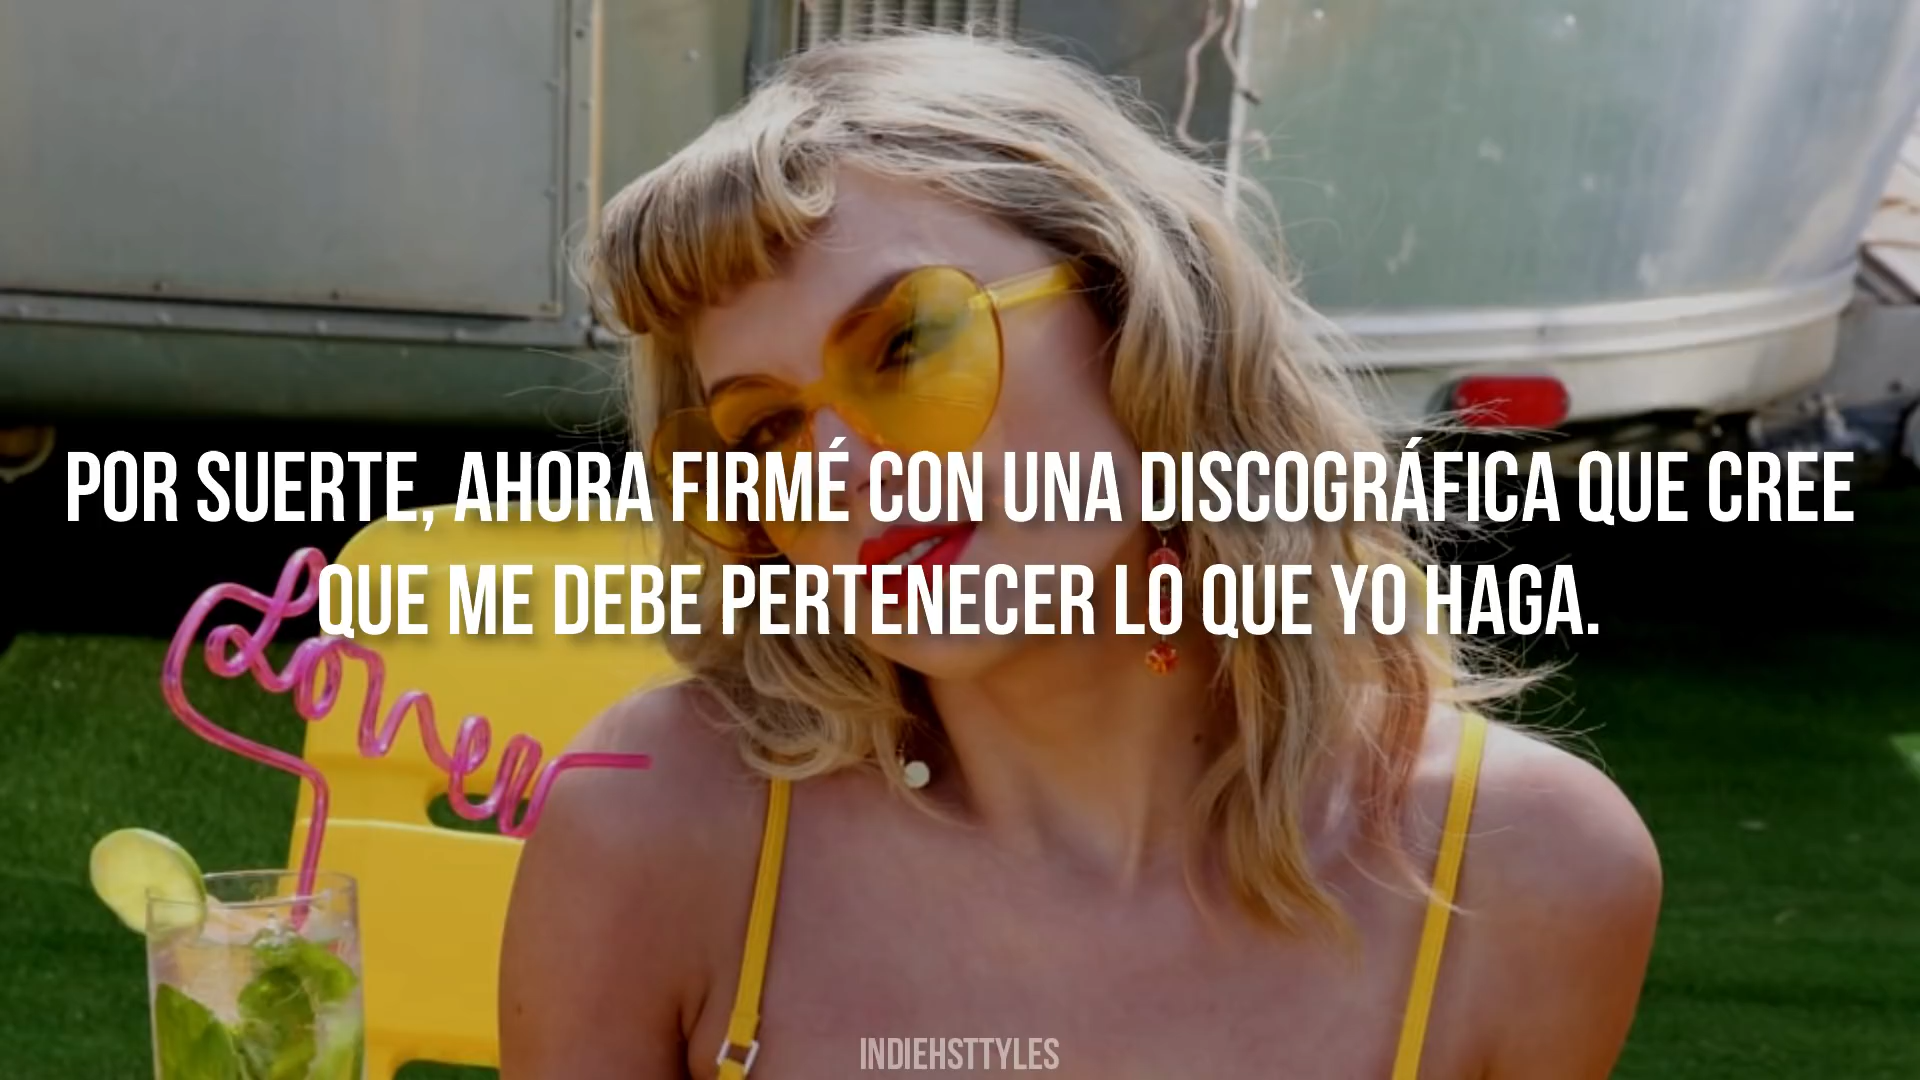 POR SUERTE, AHORA FIRMÉ CON UNA DISCOGRÁFICA QUE CREE
QUE ME DEBE PERTENECER LO QUE YO HAGA.
Lover
INDIEHSTTYLES